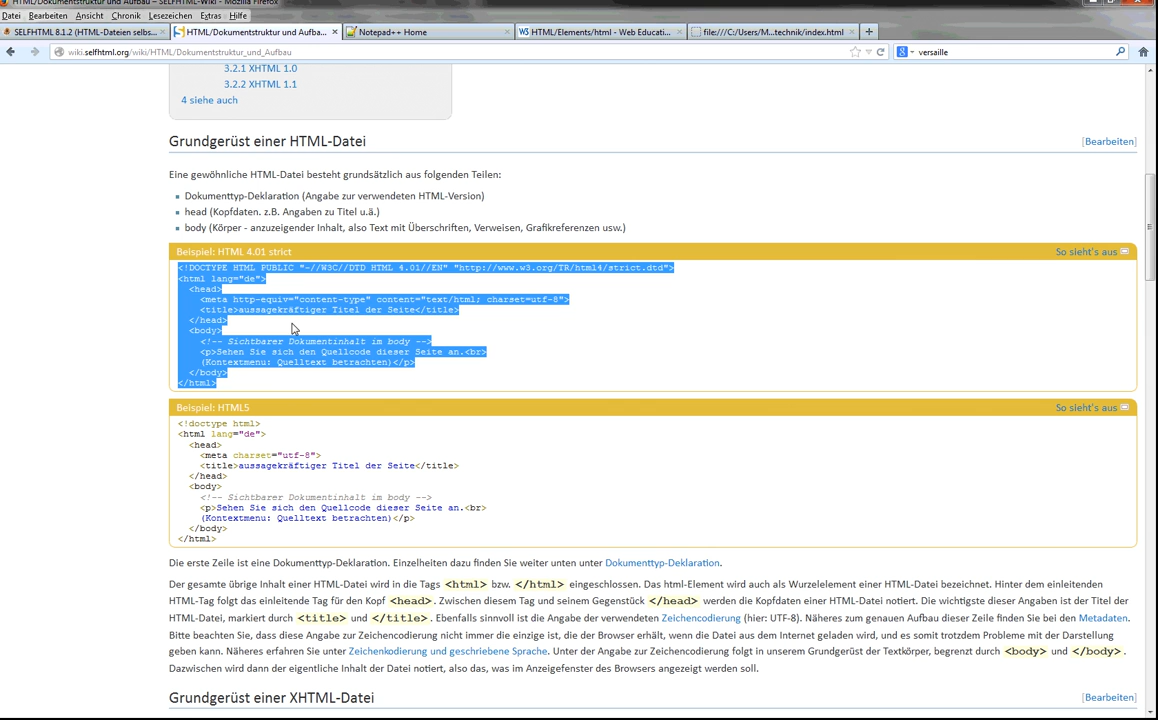 HTML/Dokumentstruktur und Aufbau – SELFHTML-Wiki - Mozilla Firefox
Datei Bearbeiten Ansicht Chronik Lesezeichen Extras Hilfe
SELFHTML 8.1.2 (HTML-Dateien selbs... × HTML/Dokumentstruktur und Aufba... × Notepad++ Home × HTML/Elements/html - Web Educati... × file:///C:/Users/M...technik/index.html × +
wiki.selfhtml.org/wiki/HTML/Dokumentstruktur_und_Aufbau
versaille
3.2.1 XHTML 1.0
3.2.2 XHTML 1.1
4 siehe auch
Grundgerüst einer HTML-Datei [Bearbeiten]
Eine gewöhnliche HTML-Datei besteht grundsätzlich aus folgenden Teilen:
Dokumenttyp-Deklaration (Angabe zur verwendeten HTML-Version)
head (Kopfdaten. z.B. Angaben zu Titel u.ä.)
body (Körper - anzuzeigender Inhalt, also Text mit Überschriften, Verweisen, Grafikreferenzen usw.)
Beispiel: HTML 4.01 strict So sieht's aus
<!DOCTYPE HTML PUBLIC "-//W3C//DTD HTML 4.01//EN" "http://www.w3.org/TR/html4/strict.dtd">
<html lang="de">
<head>
<meta http-equiv="content-type" content="text/html; charset=utf-8">
<title>aussagekräftiger Titel der Seite</title>
</head>
<body>
<!-- Sichtbarer Dokumentinhalt im body -->
<p>Sehen Sie sich den Quellcode dieser Seite an.<br>
(Kontextmenu: Quelltext betrachten)</p>
</body>
</html>
Beispiel: HTML5 So sieht's aus
<!doctype html>
<html lang="de">
<head>
<meta charset="utf-8">
<title>aussagekräftiger Titel der Seite</title>
</head>
<body>
<!-- Sichtbarer Dokumentinhalt im body -->
<p>Sehen Sie sich den Quellcode dieser Seite an.<br>
(Kontextmenu: Quelltext betrachten)</p>
</body>
</html>
Die erste Zeile ist eine Dokumenttyp-Deklaration. Einzelheiten dazu finden Sie weiter unten unter Dokumenttyp-Deklaration.
Der gesamte übrige Inhalt einer HTML-Datei wird in die Tags <html> bzw. </html> eingeschlossen. Das html-Element wird auch als Wurzelelement einer HTML-Datei bezeichnet. Hinter dem einleitenden
HTML-Tag folgt das einleitende Tag für den Kopf <head>. Zwischen diesem Tag und seinem Gegenstück </head> werden die Kopfdaten einer HTML-Datei notiert. Die wichtigste dieser Angaben ist der Titel der
HTML-Datei, markiert durch <title> und </title>. Ebenfalls sinnvoll ist die Angabe der verwendeten Zeichencodierung (hier: UTF-8). Näheres zum genauen Aufbau dieser Zeile finden Sie bei den Metadaten.
Bitte beachten Sie, dass diese Angabe zur Zeichencodierung nicht immer die einzige ist, die der Browser erhält, wenn die Datei aus dem Internet geladen wird, und es somit trotzdem Probleme mit der Darstellung
geben kann. Näheres erfahren Sie unter Zeichenkodierung und geschriebene Sprache. Unter der Angabe zur Zeichencodierung folgt in unserem Grundgerüst der Textkörper, begrenzt durch <body> und </body>.
Dazwischen wird dann der eigentliche Inhalt der Datei notiert, also das, was im Anzeigefenster des Browsers angezeigt werden soll.
Grundgerüst einer XHTML-Datei [Bearbeiten]